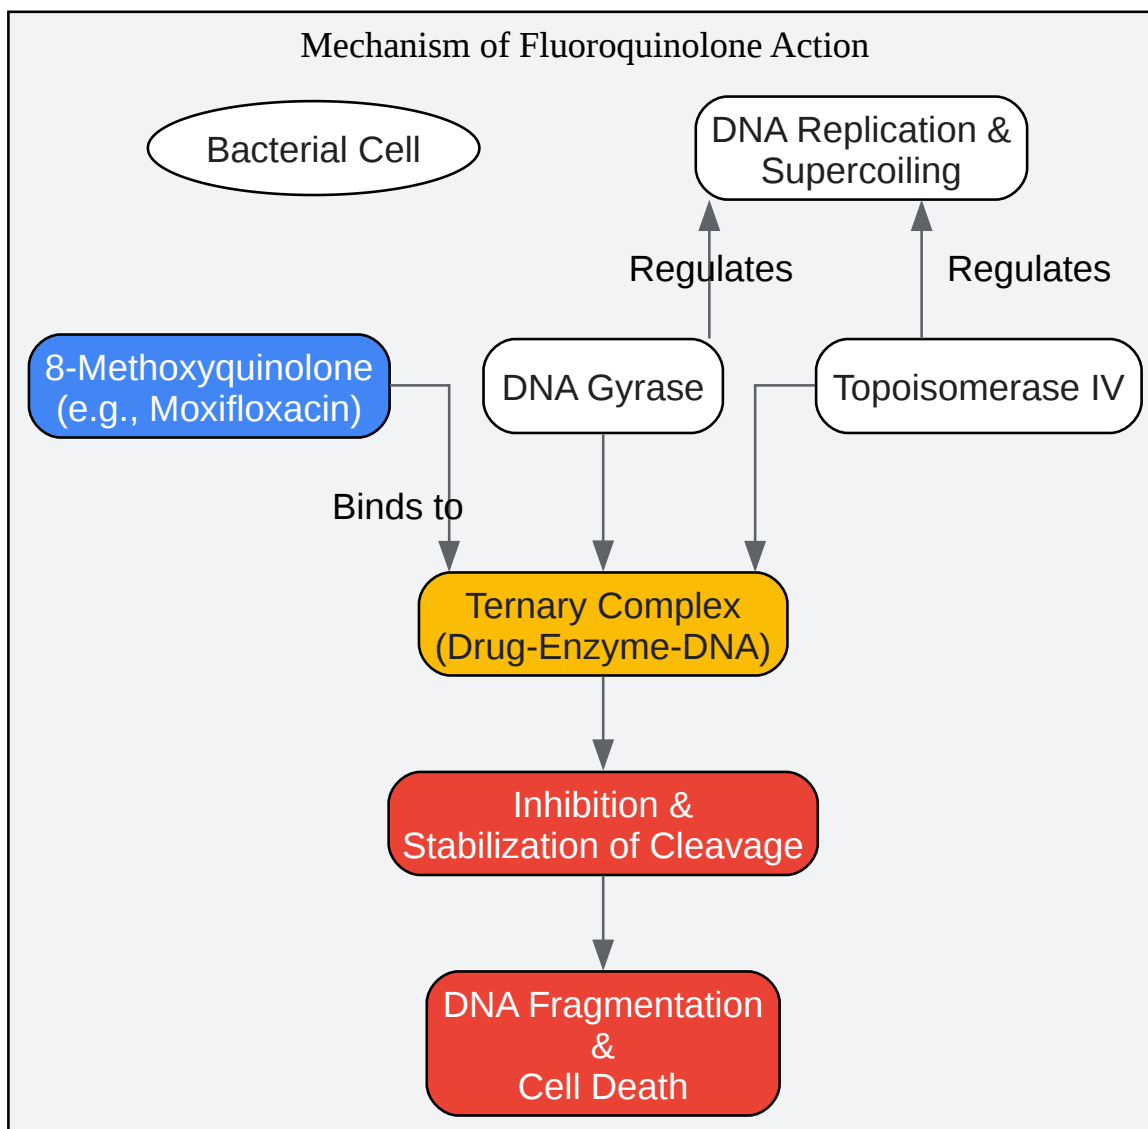 Mechanism of Fluoroquinolone Action
Bacterial Cell
DNA Replication &
Supercoiling
Regulates
Regulates
8-Methoxyquinolone
(e.g., Moxifloxacin)
DNA Gyrase
Topoisomerase IV
Binds to
Ternary Complex
(Drug-Enzyme-DNA)
Inhibition &
Stabilization of Cleavage
DNA Fragmentation
&
Cell Death